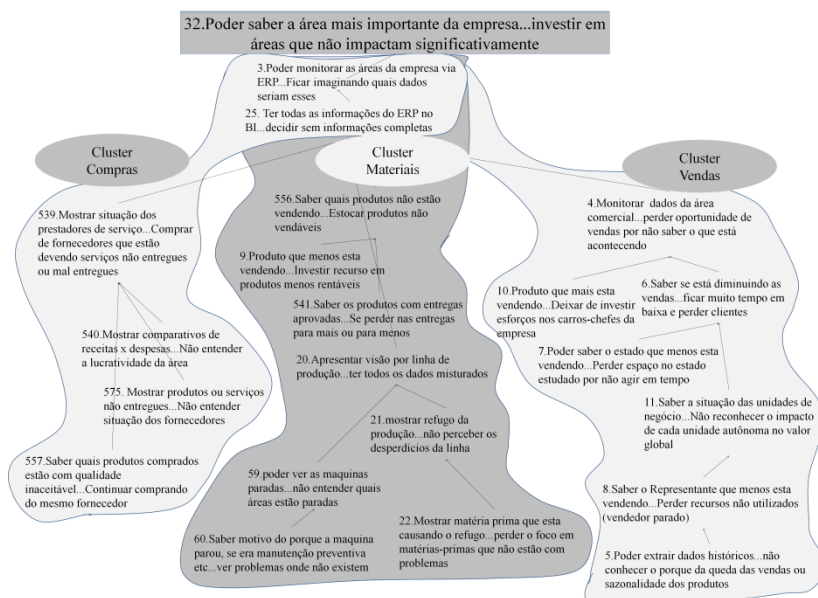 32.Poder saber a área mais importante da empresa...investir em
áreas que não impactam significativamente
3.Poder monitorar as áreas da empresa via
ERP...Ficar imaginando quais dados
seriam esses
25. Ter todas as informações do ERP no
BI...decidir sem informações completas
Cluster
Compras
539.Mostrar situação dos
prestadores de serviço...Comprar
de fornecedores que estão
devendo serviços não entregues
ou mal entregues
540.Mostrar comparativos de
receitas x despesas...Não entender
a lucratividade da área
575. Mostrar produtos ou serviços
não entregues...Não entender
situação dos fornecedores
557.Saber quais produtos comprados
estão com qualidade
inaceitável...Continuar comprando
do mesmo fornecedor
Cluster
Materiais
556.Saber quais produtos não estão
vendendo...Estocar produtos não
vendáveis
9.Produto que menos esta
vendendo...Investir recurso em
produtos menos rentáveis
541.Saber os produtos com entregas
aprovadas...Se perder nas entregas
para mais ou para menos
20.Apresentar visão por linha de
produção...ter todos os dados misturados
21.mostrar refugo da
produção...não perceber os
desperdícios da linha
59.poder ver as maquinas
paradas...não entender quais
áreas estão paradas
60.Saber motivo do porque a maquina
parou, se era manutenção preventiva
etc...ver problemas onde não existem
22.Mostrar matéria prima que esta
causando o refugo...perder o foco em
matérias-primas que não estão com
problemas
Cluster
Vendas
4.Monitorar dados da área
comercial...perder oportunidade de
vendas por não saber o que está
acontecendo
10.Produto que mais esta
vendendo...Deixar de investir
esforços nos carros-chefes da
empresa
6.Saber se está diminuindo as
vendas...ficar muito tempo em
baixa e perder clientes
7.Poder saber o estado que menos esta
vendendo...Perder espaço no estado
estudado por não agir em tempo
11.Saber a situação das unidades de
negócio...Não reconhecer o impacto
de cada unidade autônoma no valor
global
8.Saber o Representante que menos esta
vendendo...Perder recursos não utilizados
(vendedor parado)
5.Poder extrair dados históricos...não
conhecer o porque da queda das vendas ou
sazonalidade dos produtos